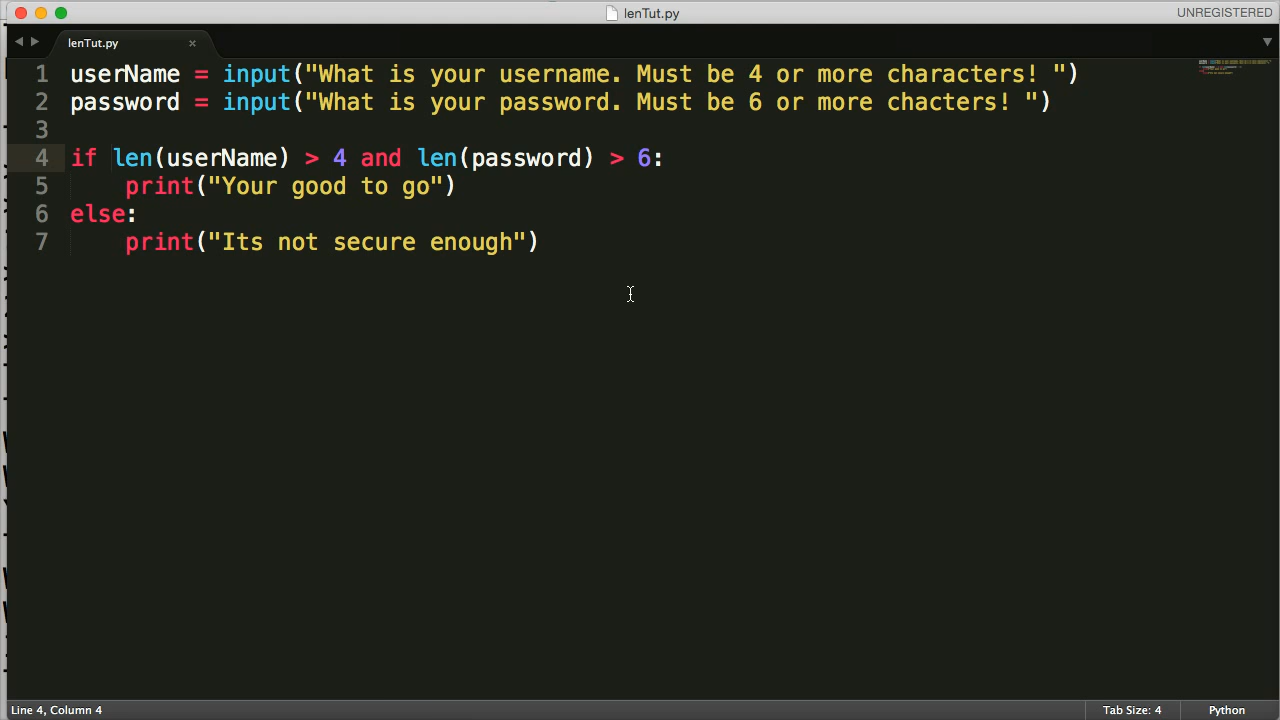 lenTut.py
UNREGISTERED
lenTut.py
1 userName = input("What is your username. Must be 4 or more characters! ")
2 password = input("What is your password. Must be 6 or more chacters! ")
3
4 if len(userName) > 4 and len(password) > 6:
5     print("Your good to go")
6 else:
7     print("Its not secure enough")
Line 4, Column 4
Tab Size: 4
Python